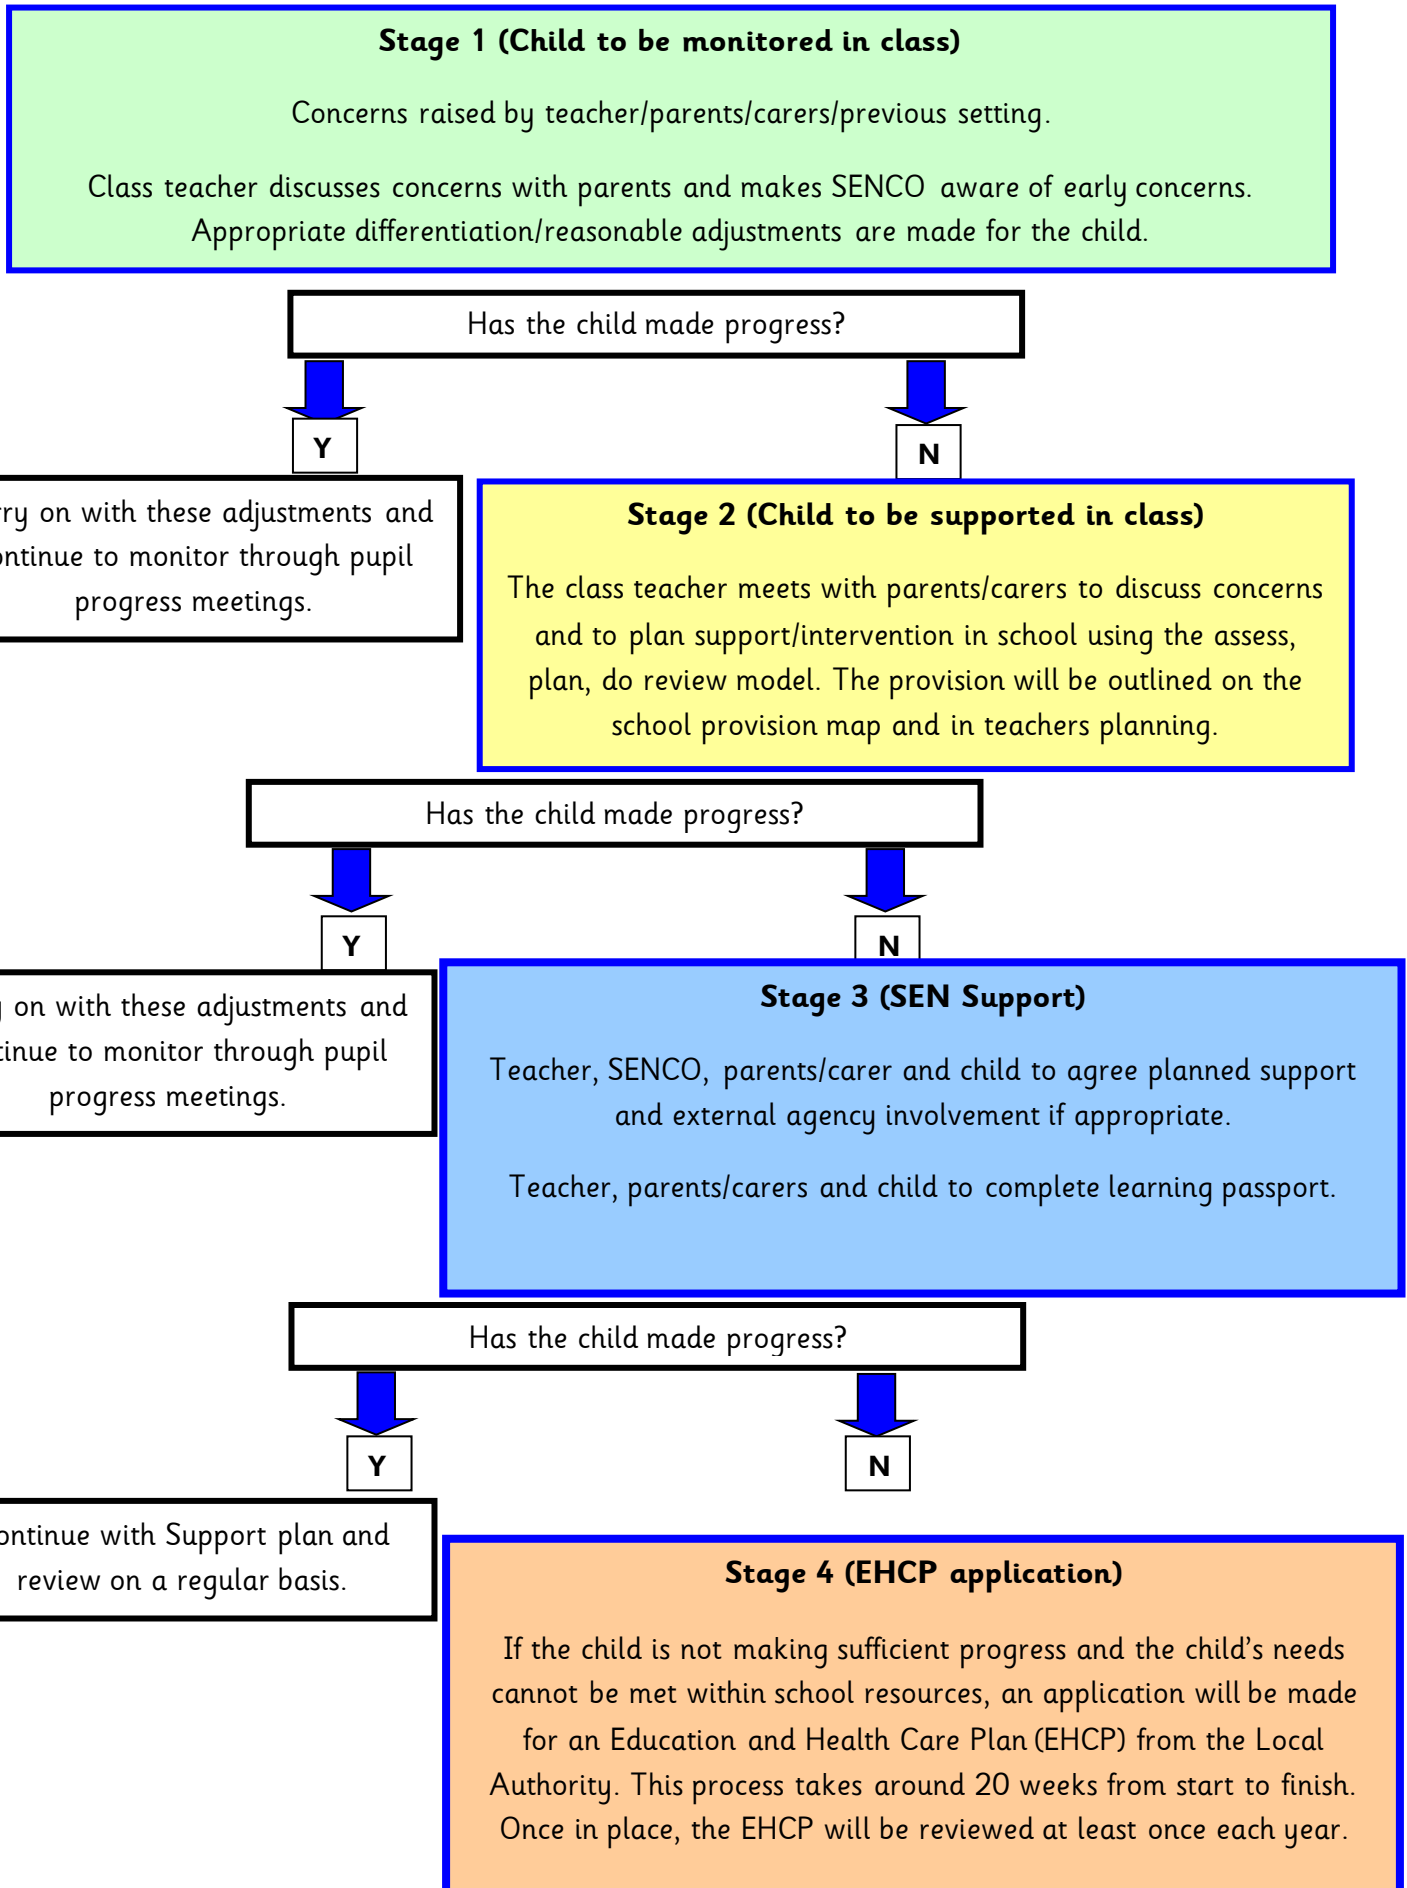 Stage 1 (Child to be monitored in class)
Concerns raised by teacher/parents/carers/previous setting.
Class teacher discusses concerns with parents and makes SENCO aware of early concerns.
Appropriate differentiation/reasonable adjustments are made for the child.
Has the child made progress?
Y
N
on with these adjustments and
to monitor through pupil
progress meetings.
Stage 2 (Child to be supported in class)
The class teacher meets with parents/carers to discuss concerns
and to plan support/intervention in school using the assess,
plan, do review model. The provision will be outlined on the
school provision map and in teachers planning.
Has the child made progress?
Y
N
on with these adjustments and
to monitor through pupil
progress meetings.
Stage 3 (SEN Support)
Teacher, SENCO, parents/carer and child to agree planned support
and external agency involvement if appropriate.
Teacher, parents/carers and child to complete learning passport.
Has the child made progress?
Y
N
with Support plan and
review on a regular basis.
Stage 4 (EHCP application)
If the child is not making sufficient progress and the child's needs
cannot be met within school resources, an application will be made
for an Education and Health Care Plan (EHCP) from the Local
Authority. This process takes around 20 weeks from start to finish.
Once in place, the EHCP will be reviewed at least once each year.